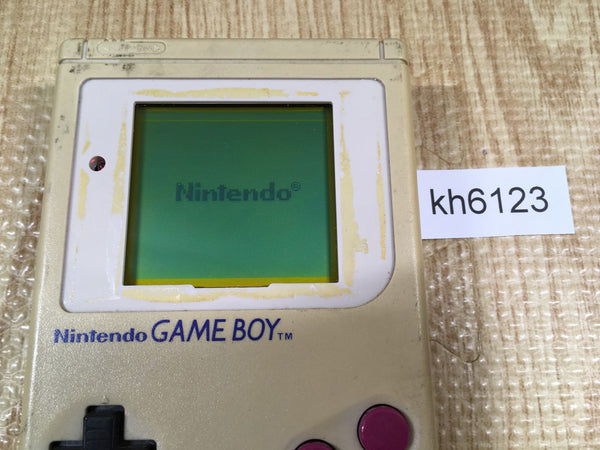 Nintendo®
kh6123
Nintendo GAME BOY™